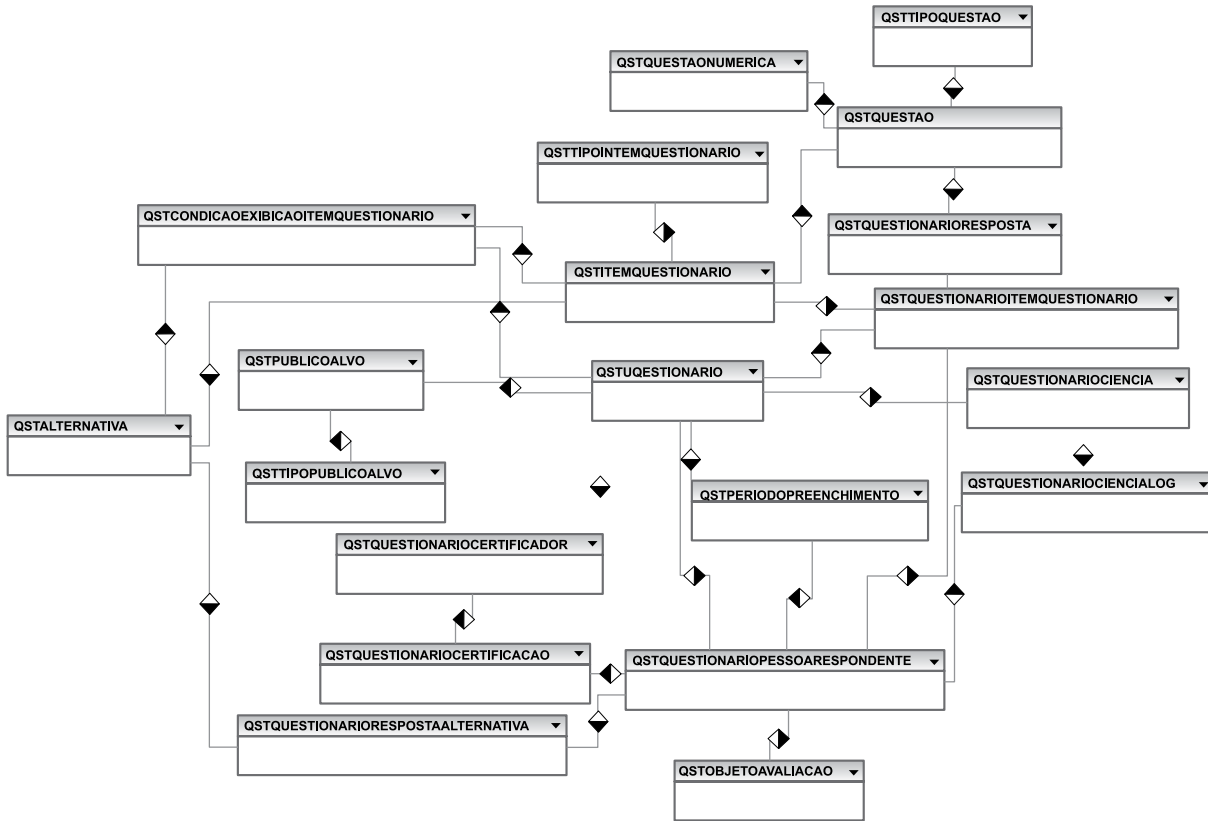 QSTTIPOQUESTAO
QSTQUESTAONUMERICA
QSTQUESTAO
QSTTIPOINTEMQUESTIONARIO
QSTCONDICAOEXIBICAOITEMQUESTIONARIO
QSTQUESTIONARIORESPOSTA
QSTITEMQUESTIONARIO
QSTQUESTIONARIOITEMQUESTIONARIO
QSTPUBLICOALVO
QSTUQESTIONARIO
QSTQUESTIONARIOCIENCIA
QSTALTERNATIVA
QSTTIPOPUBLICOALVO
QSTQUESTIONARIOCIENCIALOG
QSTPERIODOPREENCHIMENTO
QSTQUESTIONARIOCERTIFICADOR
QSTQUESTIONARIOCERTIFICACAO
QSTQUESTIONARIOPESSOARESPONDENTE
QSTQUESTIONARIORESPOSTAALTERNATIVA
QSTOBJETOAVALIACAO